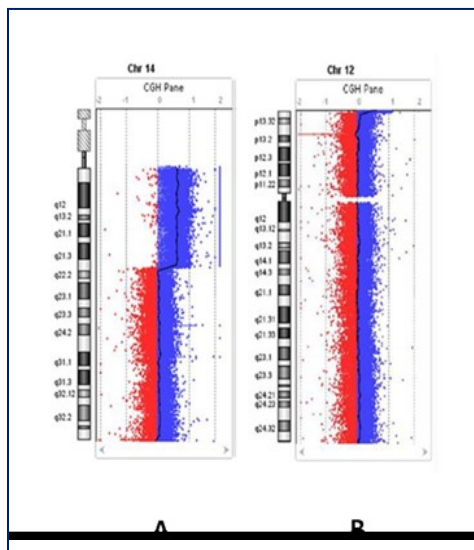 Chr 14
CGH Pane
-2 -1 0 1 2
q12
q13.2
q21.1
q21.3
q22.2
q23.1
q23.3
q24.2
q31.1
q31.3
q32.12
q32.2
A
Chr 12
CGH Pane
-2 -1 0 1 2
p13.32
p13.2
p12.3
p12.1
p11.22
q12
q13.12
q13.2
q14.1
q14.3
q21.1
q21.31
q21.33
q23.1
q23.3
q24.21
q24.23
q24.32
B